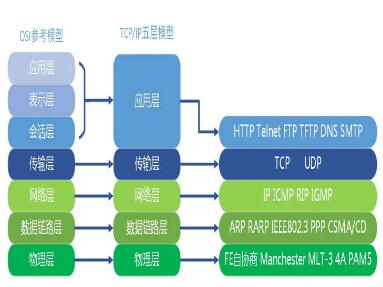 OSI参考模型
TCP/IP五层模型
应用层
表示层
会话层
应用层
HTTP Telnet FTP TFTP DNS SMTP
传输层
传输层
TCP UDP
网络层
网络层
IP ICMP RIP IGMP
数据链路层
数据链路层
ARP RARP IEEE802.3 PPP CSMA/CD
物理层
物理层
FE自协商 Manchester MLT-3 4A PAM5